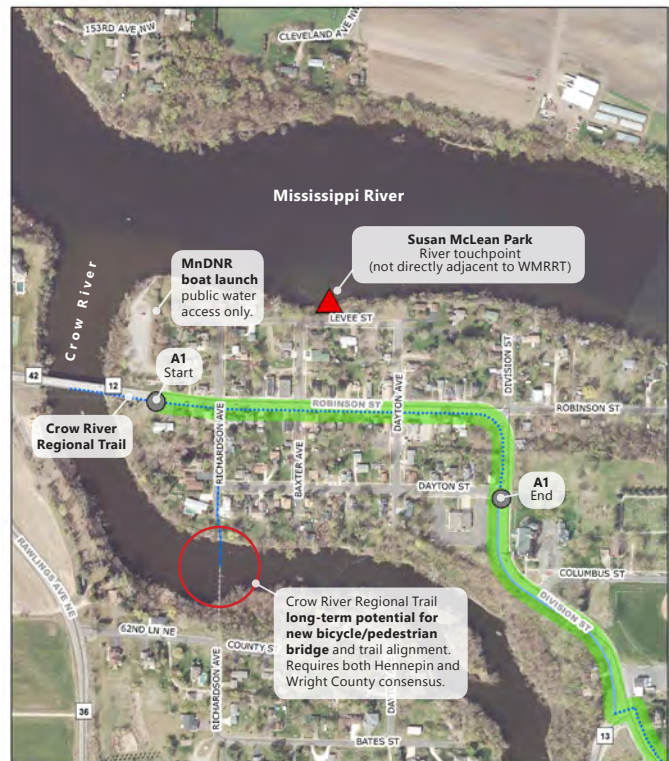 153RD AVE NW
CLEVELAND AVE NW
Mississippi River
Susan McLean Park
River touchpoint
(not directly adjacent to WMRRT)
MnDNR
boat launch
public water
access only.
Crow River
LEVEE ST
A1
Start
42
12
DIVISION ST
ROBINSON ST
ROBINSON ST
DAYTON AVE
Crow River
Regional Trail
RICHARDSON AVE
BAXTER AVE
DAYTON ST
A1
End
RAWLINGS AVE NE
COLUMBUS ST
DIVISION ST
Crow River Regional Trail
long-term potential for
new bicycle/pedestrian
bridge and trail alignment.
Requires both Hennepin and
Wright County consensus.
62ND LN NE
COUNTY ST
RICHARDSON AVE
36
13
BATES ST